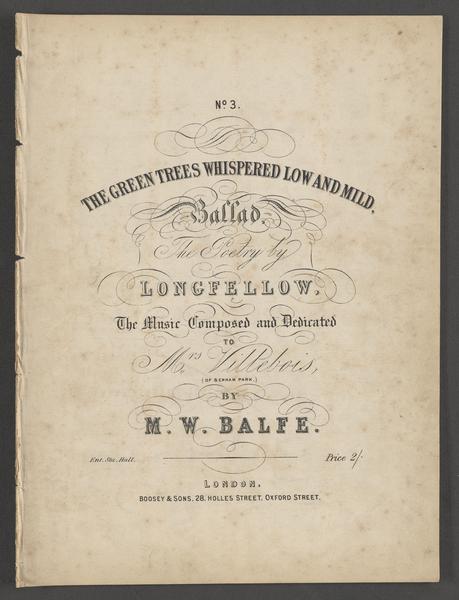 No. 3.
THE GREEN TREES WHISPERED LOW AND MILD,
Ballad,
The Poetry by
LONGFELLOW,
The Music Composed and Dedicated
TO
Mrs Villebois,
(OF BENHAM PARK.)
BY
M. W. BALFE.
Ent. Sta. Hall. Price 2/-
LONDON,
BOOSEY & SONS, 28, HOLLES STREET, OXFORD STREET.